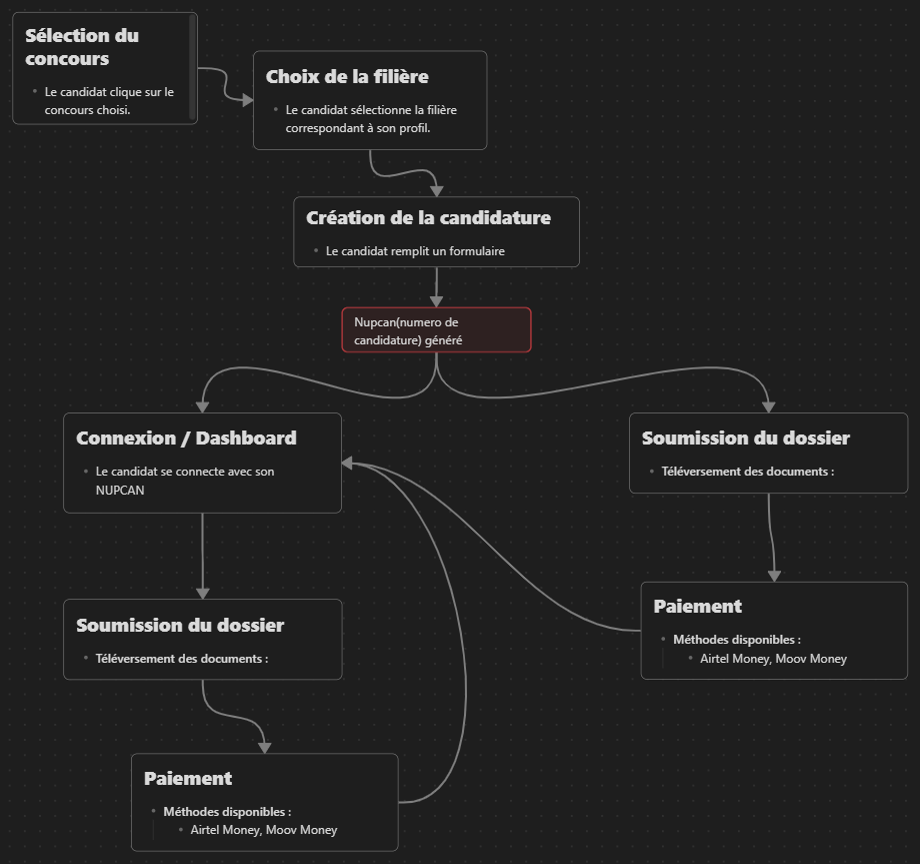 Sélection du
concours
Le candidat clique sur le
concours choisi.
Choix de la filière
Le candidat sélectionne la filière
correspondant à son profil.
Création de la candidature
Le candidat remplit un formulaire
Nupcan(numero de
candidature) généré
Connexion / Dashboard
Le candidat se connecte avec son
NUPCAN
Soumission du dossier
Téléversement des documents :
Paiement
Méthodes disponibles :
Airtel Money, Moov Money
Soumission du dossier
Téléversement des documents :
Paiement
Méthodes disponibles :
Airtel Money, Moov Money